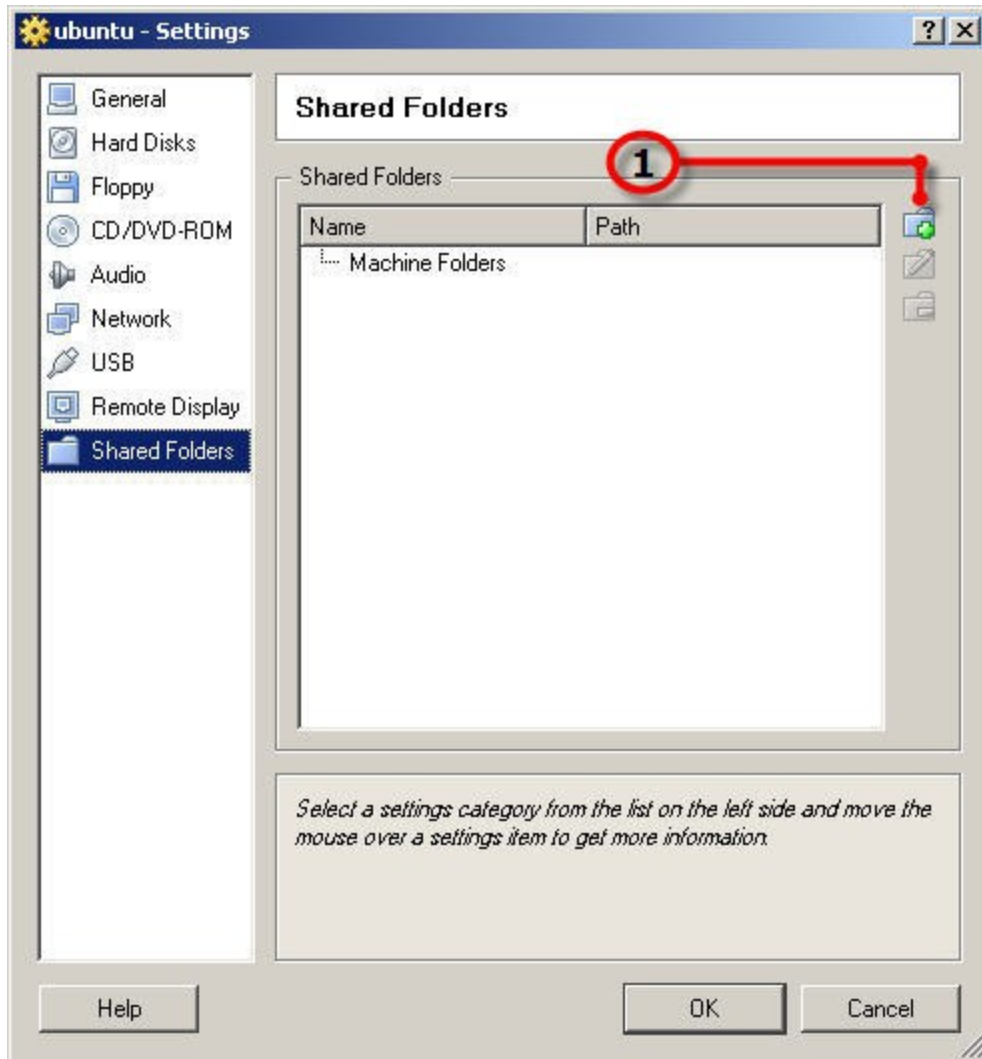 ubuntu - Settings
?
General
Hard Disks
Floppy
CD/DVD-ROM
Audio
Network
USB
Remote Display
Shared Folders
Shared Folders
1
Shared Folders
Name Path
Machine Folders
Select a settings category from the list on the left side and move the
mouse over a settings item to get more information.
Help OK Cancel